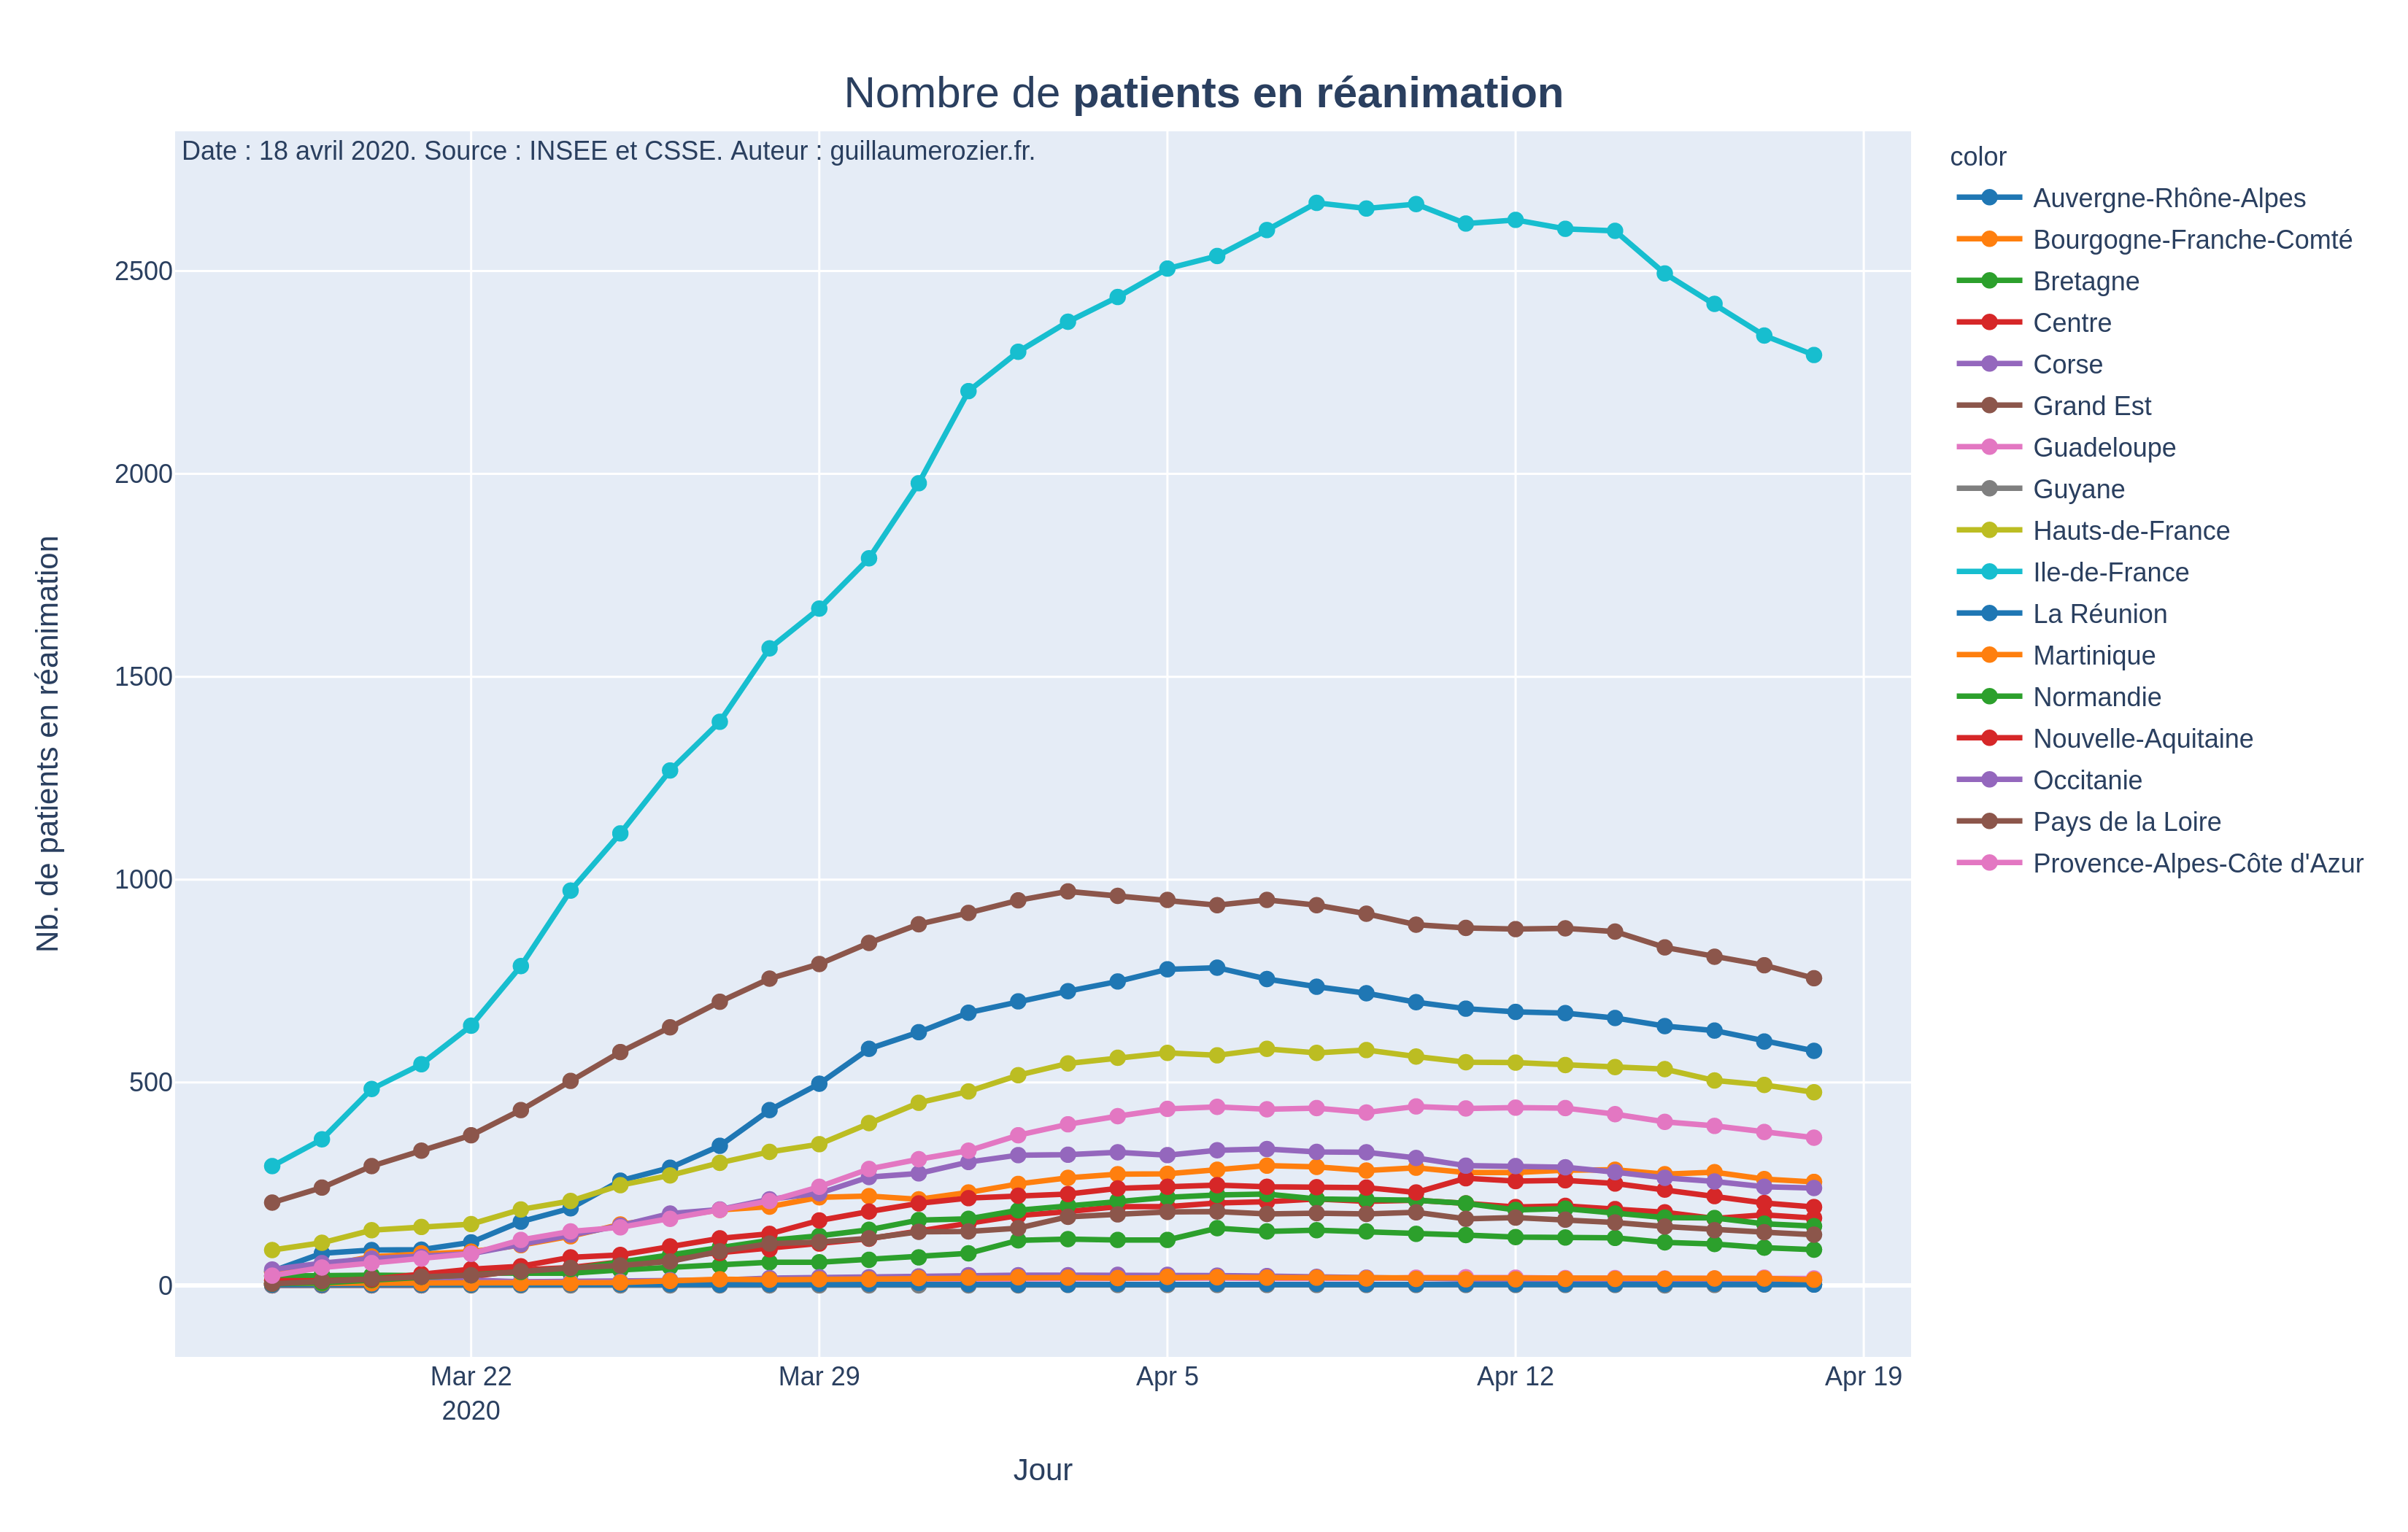 Nombre de patients en réanimation
Date : 18 avril 2020. Source : INSEE et CSSE. Auteur : guillaumerozier.fr.
Nb. de patients en réanimation
2500
2000
1500
1000
500
0
Mar 22
2020
Mar 29
Apr 5
Apr 12
Apr 19
Jour
color
Auvergne-Rhône-Alpes
Bourgogne-Franche-Comté
Bretagne
Centre
Corse
Grand Est
Guadeloupe
Guyane
Hauts-de-France
Ile-de-France
La Réunion
Martinique
Normandie
Nouvelle-Aquitaine
Occitanie
Pays de la Loire
Provence-Alpes-Côte d'Azur